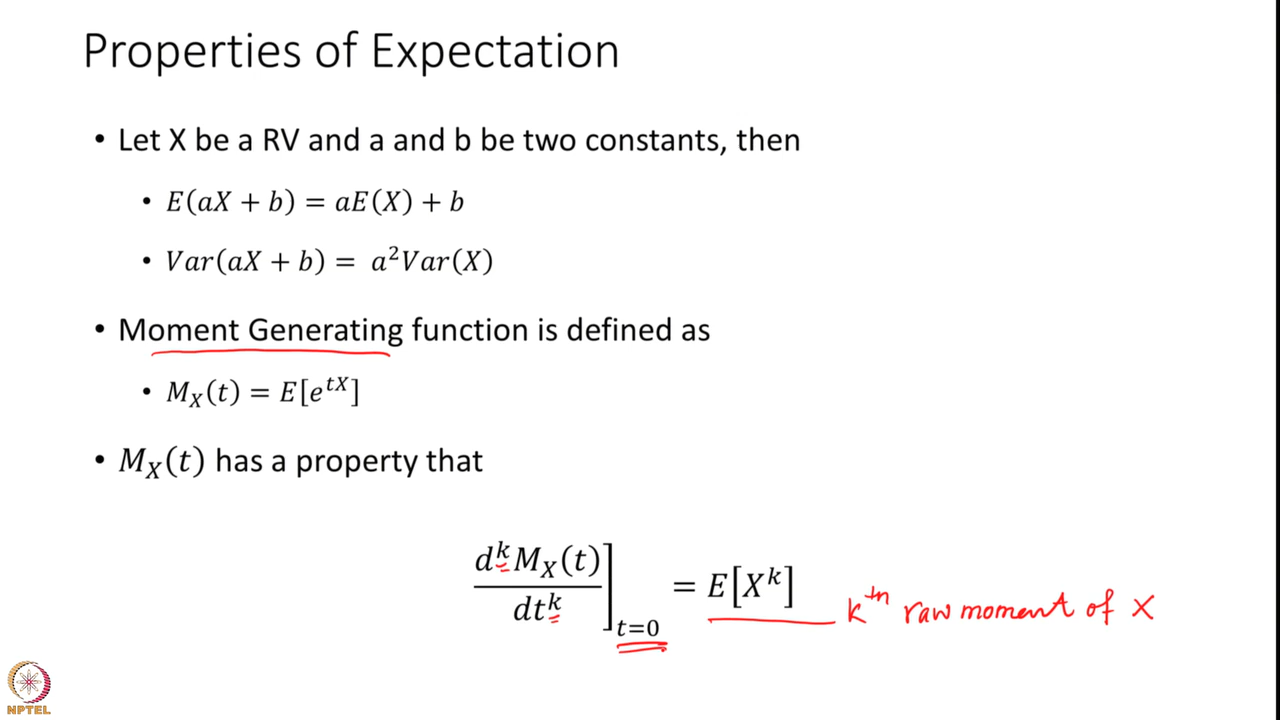 Properties of Expectation
• Let X be a RV and a and b be two constants, then
• E(aX + b) = aE(X) + b
• Var(aX + b) = a²Var(X)
• Moment Generating function is defined as
• M_X(t) = E[e^{tX}]
• M_X(t) has a property that
d^k M_X(t) / dt^k ]_{t=0} = E[X^k] k^th raw moment of X
NPTEL